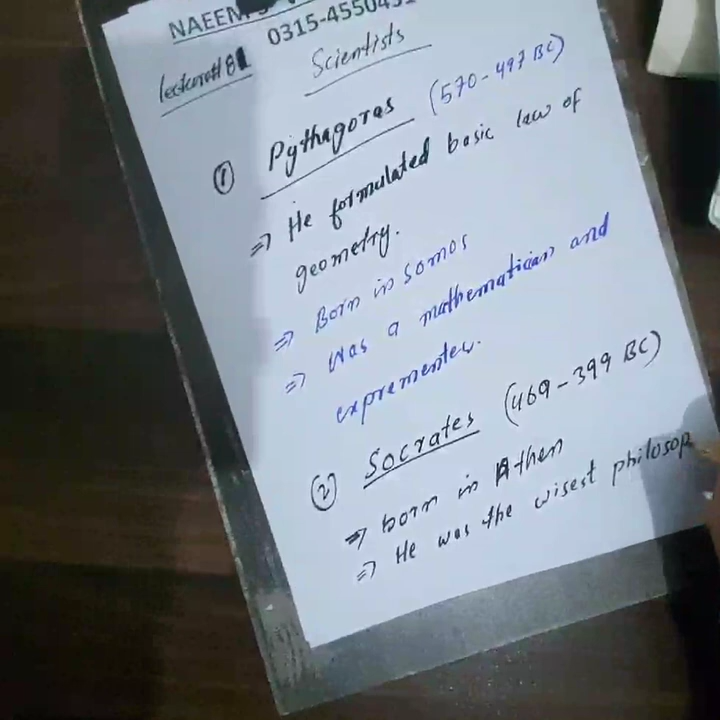 NAEEM
0315-45504
Lecture# 81
Scientists
① Pythagoras (570-497 BC)
⇒ He formulated basic law of
geometry.
⇒ Born in Somos
⇒ Was a mathematician and
exprementer.
② Socrates (469-399 BC)
⇒ born in Athen
⇒ He was the wisest philosop